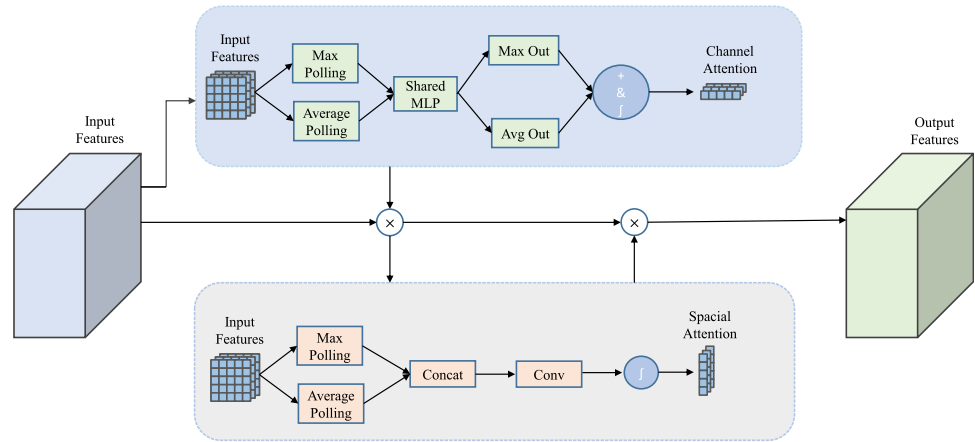 Input
Features
Input
Features
Max
Polling
Average
Polling
Shared
MLP
Max Out
Avg Out
+
&
∫
Channel
Attention
×
×
Output
Features
Input
Features
Max
Polling
Average
Polling
Concat
Conv
∫
Spacial
Attention